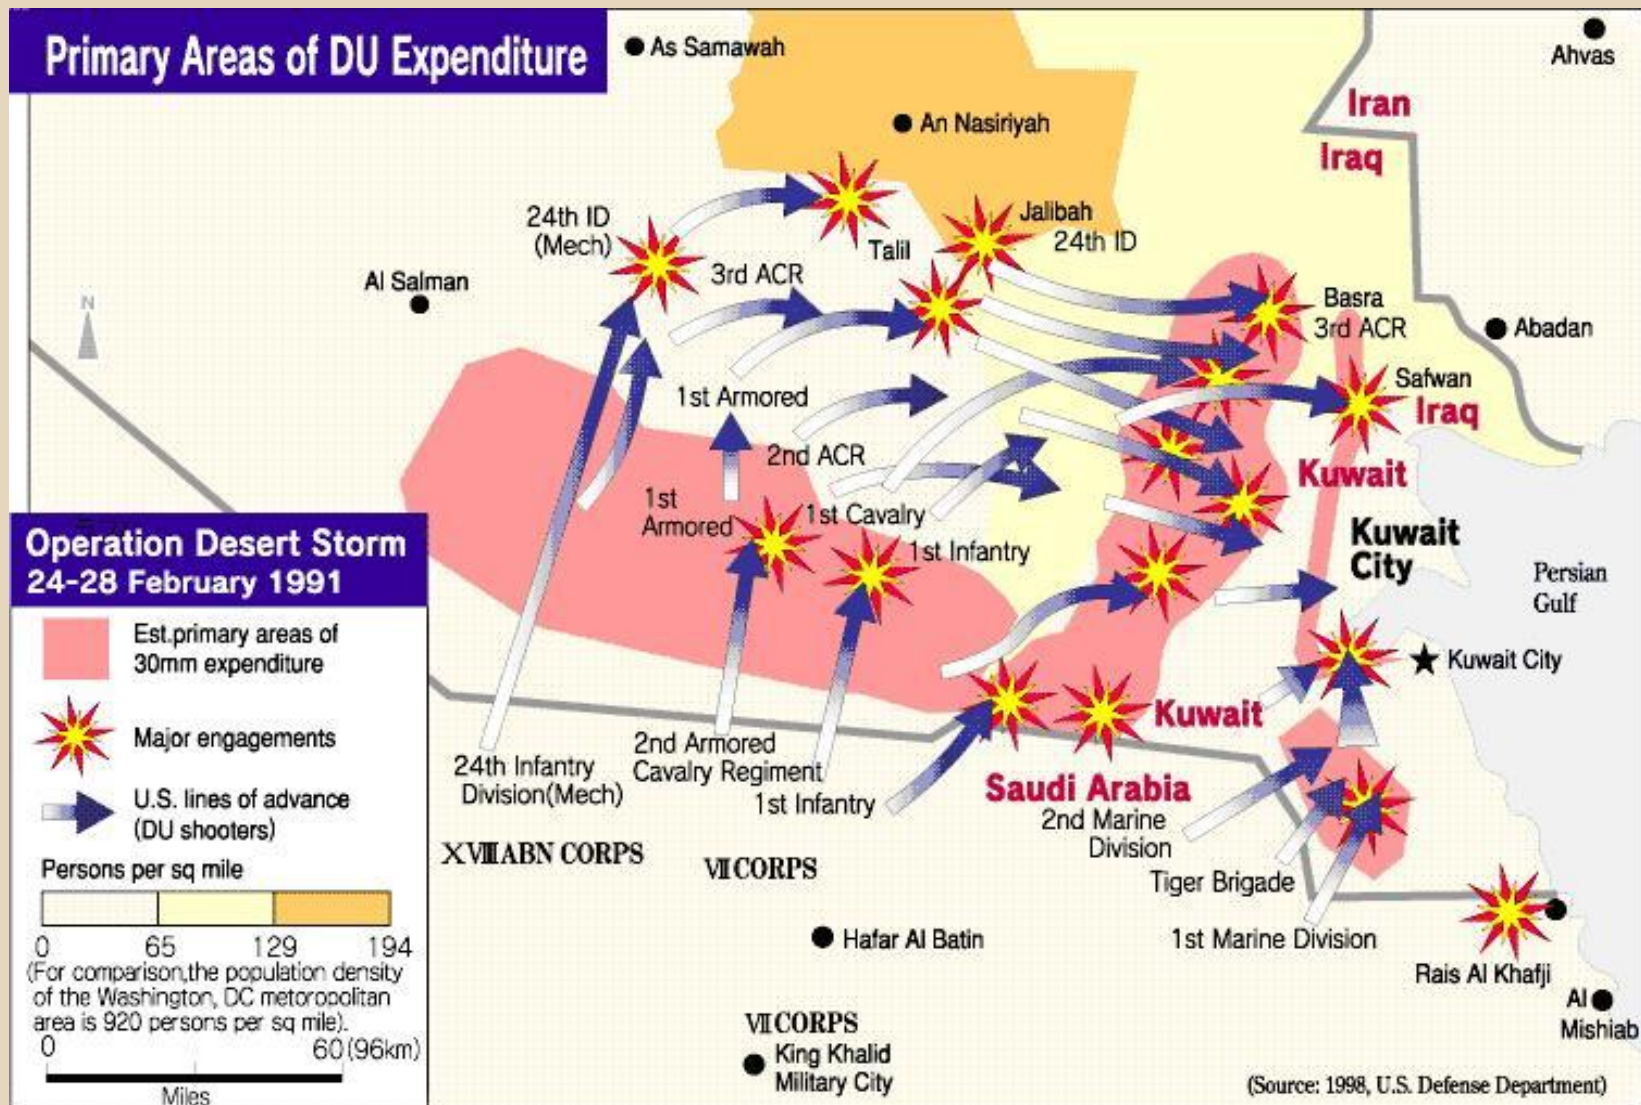 Primary Areas of DU Expenditure
As Samawah
Ahvas
An Nasiriyah
Iran
Iraq
24th ID
(Mech)
Talil
Jalibah
24th ID
Al Salman
3rd ACR
Basra
3rd ACR
Abadan
N
1st Armored
Safwan
Iraq
2nd ACR
Kuwait
1st
Armored
1st Cavalry
1st Infantry
Kuwait
City
Persian
Gulf
Kuwait City
Kuwait
24th Infantry
Division(Mech)
2nd Armored
Cavalry Regiment
1st Infantry
Saudi Arabia
2nd Marine
Division
Tiger Brigade
1st Marine Division
XVIII ABN CORPS
VII CORPS
Hafar Al Batin
Rais Al Khafji
Al
Mishiab
VII CORPS
King Khalid
Military City
Operation Desert Storm
24-28 February 1991
Est.primary areas of
30mm expenditure
Major engagements
U.S. lines of advance
(DU shooters)
Persons per sq mile
0 65 129 194
(For comparison,the population density
of the Washington, DC metoropolitan
area is 920 persons per sq mile).
0 60(96km)
Miles
(Source: 1998, U.S. Defense Department)